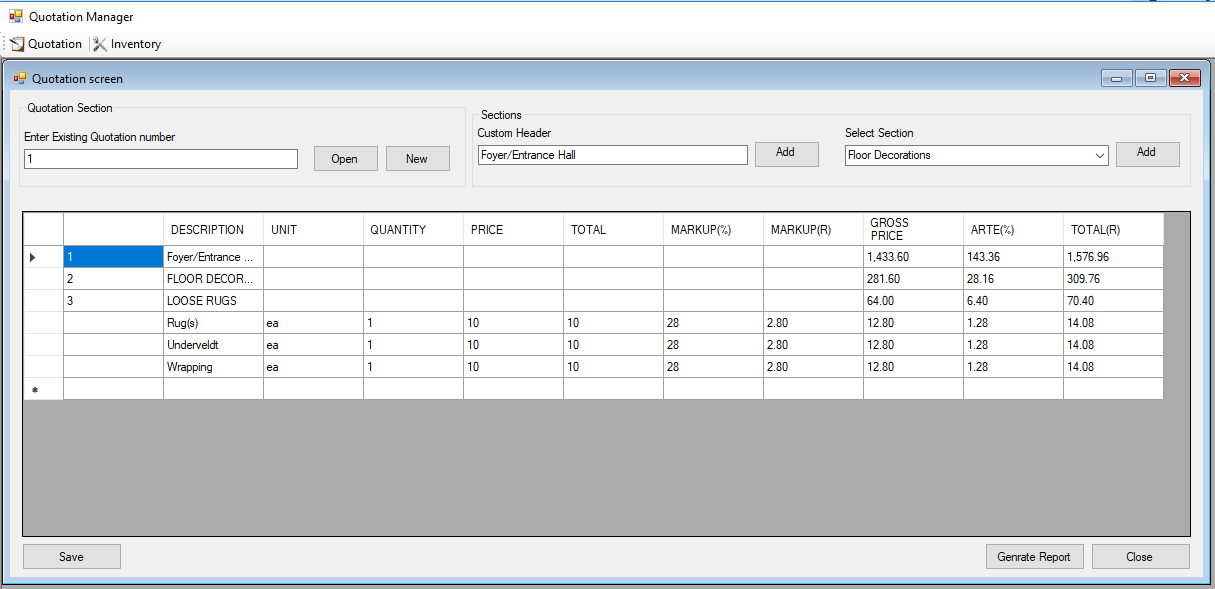 Quotation Manager
Quotation Inventory
Quotation screen
Quotation Section
Enter Existing Quotation number
1 Open New
Sections
Custom Header Select Section
Foyer/Entrance Hall Add Floor Decorations Add
DESCRIPTION UNIT QUANTITY PRICE TOTAL MARKUP(%) MARKUP(R) GROSS PRICE ARTE(%) TOTAL(R)
1 Foyer/Entrance ... 1,433.60 143.36 1,576.96
2 FLOOR DECOR... 281.60 28.16 309.76
3 LOOSE RUGS 64.00 6.40 70.40
Rug(s) ea 1 10 10 28 2.80 12.80 1.28 14.08
Underveldt ea 1 10 10 28 2.80 12.80 1.28 14.08
Wrapping ea 1 10 10 28 2.80 12.80 1.28 14.08
Save Genrate Report Close